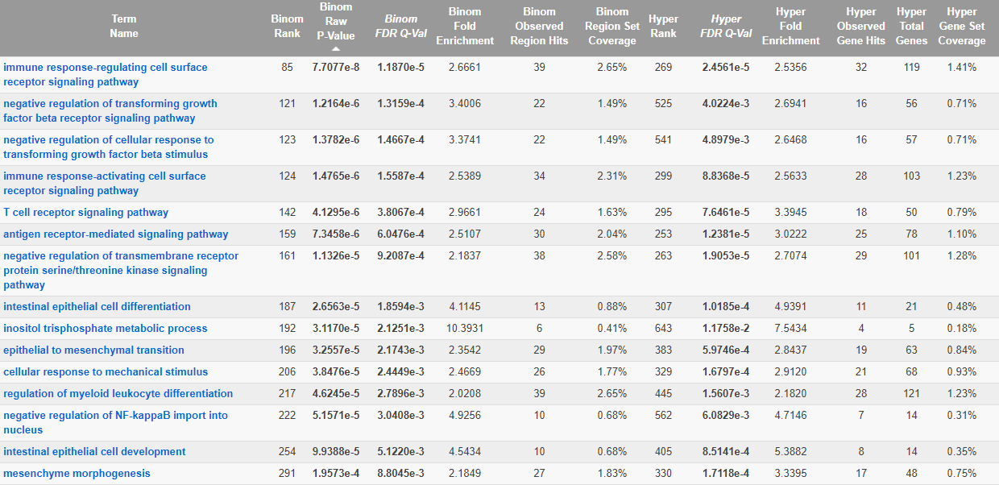 Term Name Binom Rank Binom Raw P-Value Binom FDR Q-Val Binom Fold Enrichment Binom Observed Region Hits Binom Region Set Coverage Hyper Rank Hyper FDR Q-Val Hyper Fold Enrichment Hyper Observed Gene Hits Hyper Total Genes Hyper Gene Set Coverage
immune response-regulating cell surface 85 7.7077e-8 1.1870e-5 2.6661 39 2.65% 269 2.4561e-5 2.5356 32 119 1.41%
receptor signaling pathway
negative regulation of transforming growth 121 1.2164e-6 1.3159e-4 3.4006 22 1.49% 525 4.0224e-3 2.6941 16 56 0.71%
factor beta receptor signaling pathway
negative regulation of cellular response to 123 1.3782e-6 1.4667e-4 3.3741 22 1.49% 541 4.8979e-3 2.6468 16 57 0.71%
transforming growth factor beta stimulus
immune response-activating cell surface 124 1.4765e-6 1.5587e-4 2.5389 34 2.31% 299 8.8368e-5 2.5633 28 103 1.23%
receptor signaling pathway
T cell receptor signaling pathway 142 4.1295e-6 3.8067e-4 2.9661 24 1.63% 295 7.6461e-5 3.3945 18 50 0.79%
antigen receptor-mediated signaling pathway 159 7.3458e-6 6.0476e-4 2.5107 30 2.04% 253 1.2381e-5 3.0222 25 78 1.10%
negative regulation of transmembrane receptor 161 1.1326e-5 9.2087e-4 2.1837 38 2.58% 263 1.9053e-5 2.7074 29 101 1.28%
protein serine/threonine kinase signaling
pathway
intestinal epithelial cell differentiation 187 2.6563e-5 1.8594e-3 4.1145 13 0.88% 307 1.0185e-4 4.9391 11 21 0.48%
inositol trisphosphate metabolic process 192 3.1170e-5 2.1251e-3 10.3931 6 0.41% 643 1.1758e-2 7.5434 4 5 0.18%
epithelial to mesenchymal transition 196 3.2557e-5 2.1743e-3 2.3542 29 1.97% 383 5.9746e-4 2.8437 19 63 0.84%
cellular response to mechanical stimulus 206 3.8476e-5 2.4449e-3 2.4669 26 1.77% 329 1.6797e-4 2.9120 21 68 0.93%
regulation of myeloid leukocyte differentiation 217 4.6245e-5 2.7896e-3 2.0208 39 2.65% 445 1.5607e-3 2.1820 28 121 1.23%
negative regulation of NF-kappaB import into 222 5.1571e-5 3.0408e-3 4.9256 10 0.68% 562 6.0829e-3 4.7146 7 14 0.31%
nucleus
intestinal epithelial cell development 254 9.9388e-5 5.1220e-3 4.5434 10 0.68% 405 8.5141e-4 5.3882 8 14 0.35%
mesenchyme morphogenesis 291 1.9573e-4 8.8045e-3 2.1849 27 1.83% 330 1.7118e-4 3.3395 17 48 0.75%